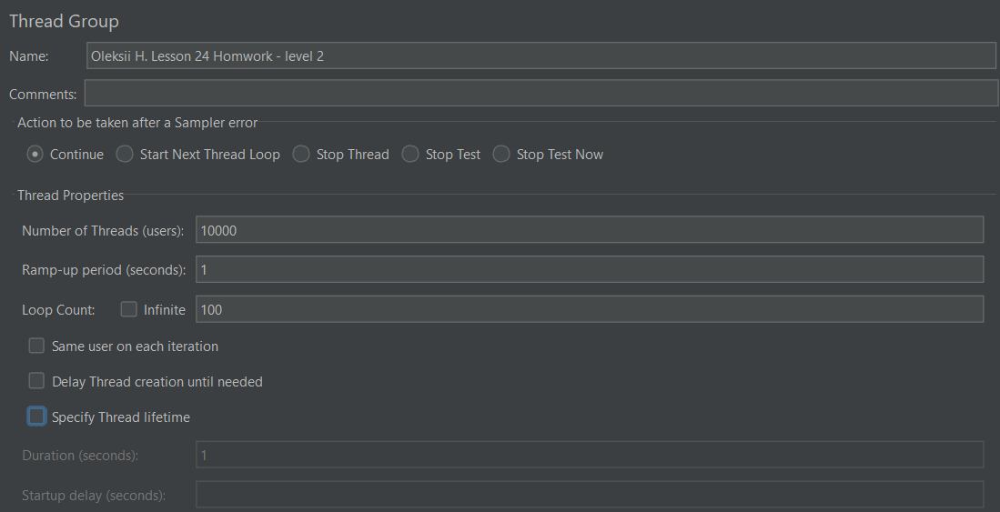 Thread Group
Name: Oleksii H. Lesson 24 Homwork - level 2
Comments:
Action to be taken after a Sampler error
Continue Start Next Thread Loop Stop Thread Stop Test Stop Test Now
Thread Properties
Number of Threads (users): 10000
Ramp-up period (seconds): 1
Loop Count: Infinite 100
Same user on each iteration
Delay Thread creation until needed
Specify Thread lifetime
Duration (seconds): 1
Startup delay (seconds):